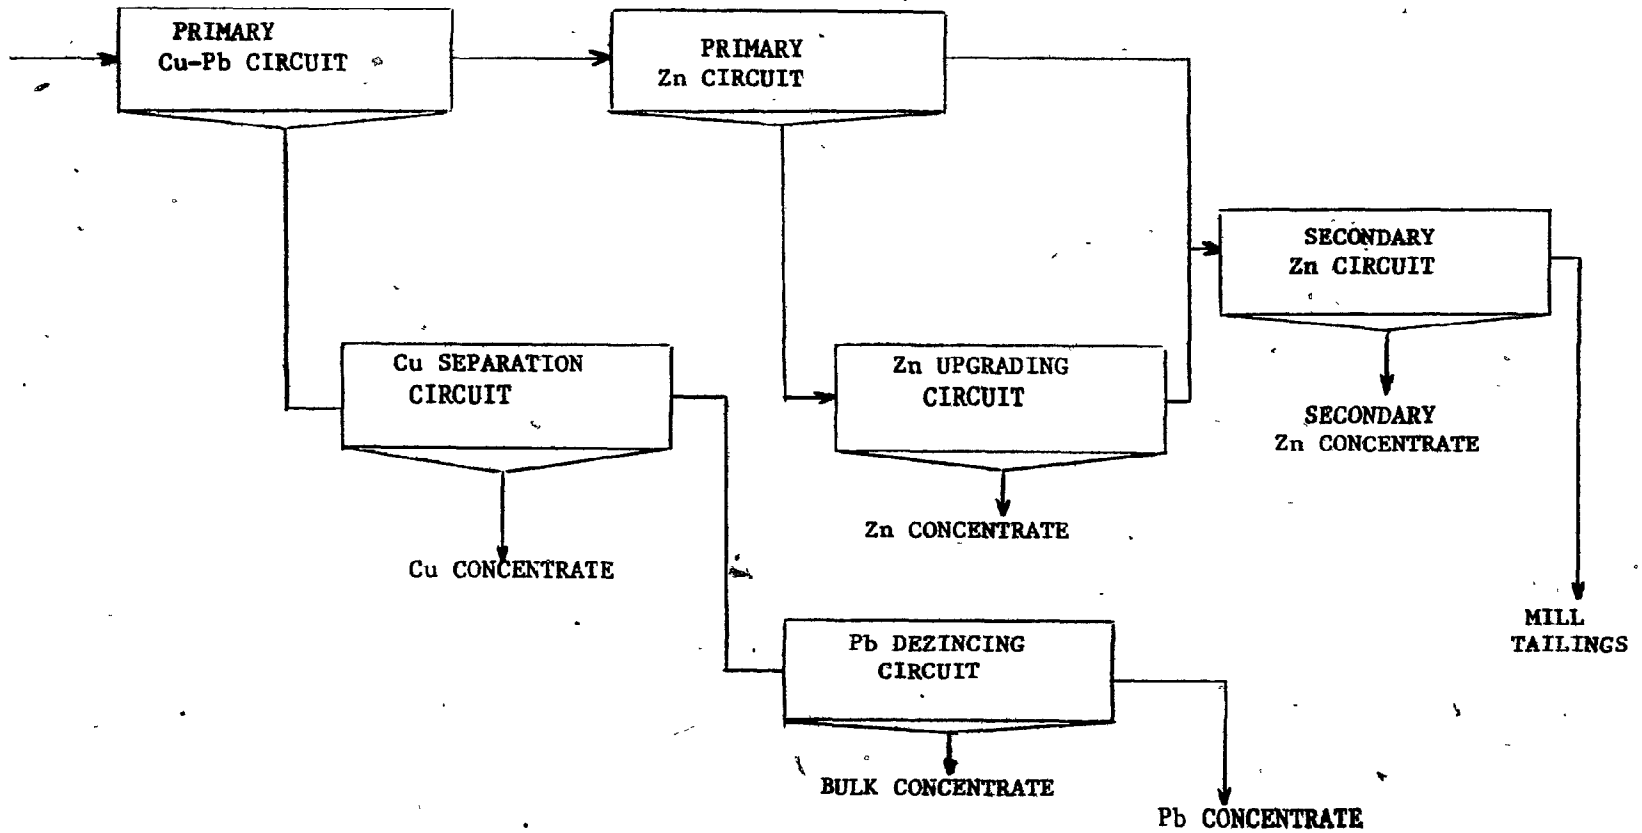 PRIMARY
Cu-Pb CIRCUIT
PRIMARY
Zn CIRCUIT
SECONDARY
Zn CIRCUIT
Cu SEPARATION
CIRCUIT
Zn UPGRADING
CIRCUIT
SECONDARY
Zn CONCENTRATE
Zn CONCENTRATE
Cu CONCENTRATE
MILL
TAILINGS
Pb DEZINCING
CIRCUIT
BULK CONCENTRATE
Pb CONCENTRATE